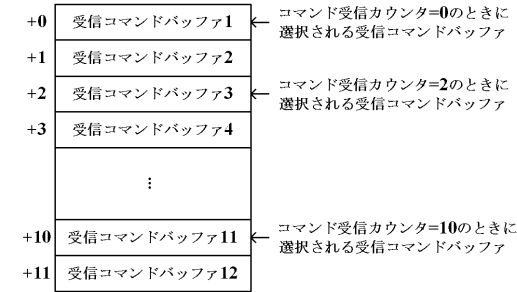 +0 受信コマンドバッファ1 コマンド受信カウンタ=0のときに
選択される受信コマンドバッファ
+1 受信コマンドバッファ2
+2 受信コマンドバッファ3 コマンド受信カウンタ=2のときに
選択される受信コマンドバッファ
+3 受信コマンドバッファ4
⋮
+10 受信コマンドバッファ11 コマンド受信カウンタ=10のときに
選択される受信コマンドバッファ
+11 受信コマンドバッファ12